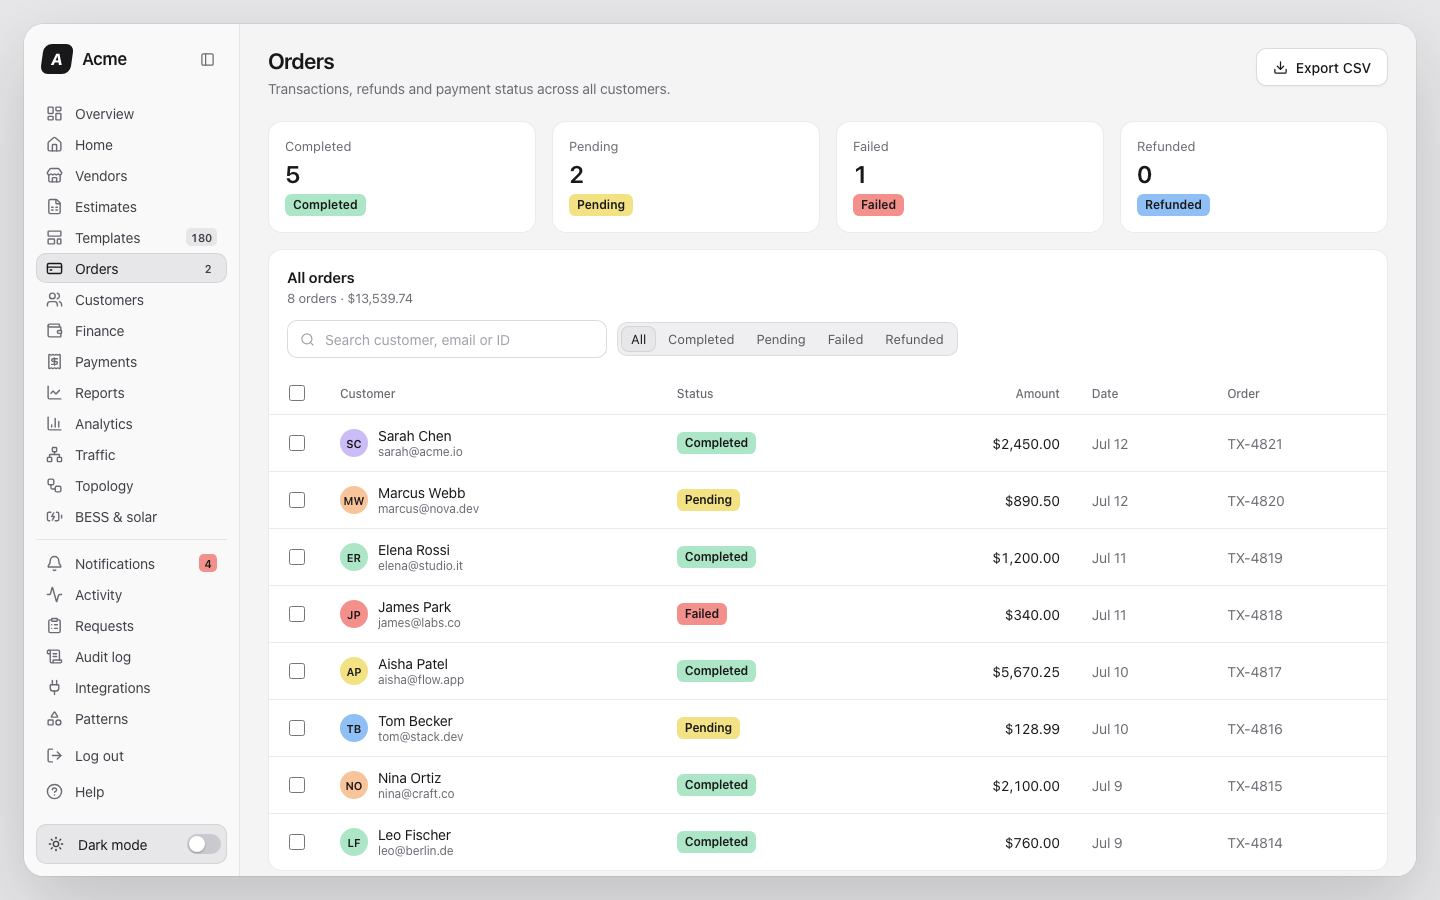 A Acme
Overview
Home
Vendors
Estimates
Templates 180
Orders 2
Customers
Finance
Payments
Reports
Analytics
Traffic
Topology
BESS & solar
Notifications 4
Activity
Requests
Audit log
Integrations
Patterns
Log out
Help
Dark mode
Orders
Transactions, refunds and payment status across all customers.
Export CSV
Completed
5
Completed
Pending
2
Pending
Failed
1
Failed
Refunded
0
Refunded
All orders
8 orders · $13,539.74
Search customer, email or ID
All Completed Pending Failed Refunded
Customer Status Amount Date Order
SC Sarah Chen Completed $2,450.00 Jul 12 TX-4821
sarah@acme.io
MW Marcus Webb Pending $890.50 Jul 12 TX-4820
marcus@nova.dev
ER Elena Rossi Completed $1,200.00 Jul 11 TX-4819
elena@studio.it
JP James Park Failed $340.00 Jul 11 TX-4818
james@labs.co
AP Aisha Patel Completed $5,670.25 Jul 10 TX-4817
aisha@flow.app
TB Tom Becker Pending $128.99 Jul 10 TX-4816
tom@stack.dev
NO Nina Ortiz Completed $2,100.00 Jul 9 TX-4815
nina@craft.co
LF Leo Fischer Completed $760.00 Jul 9 TX-4814
leo@berlin.de